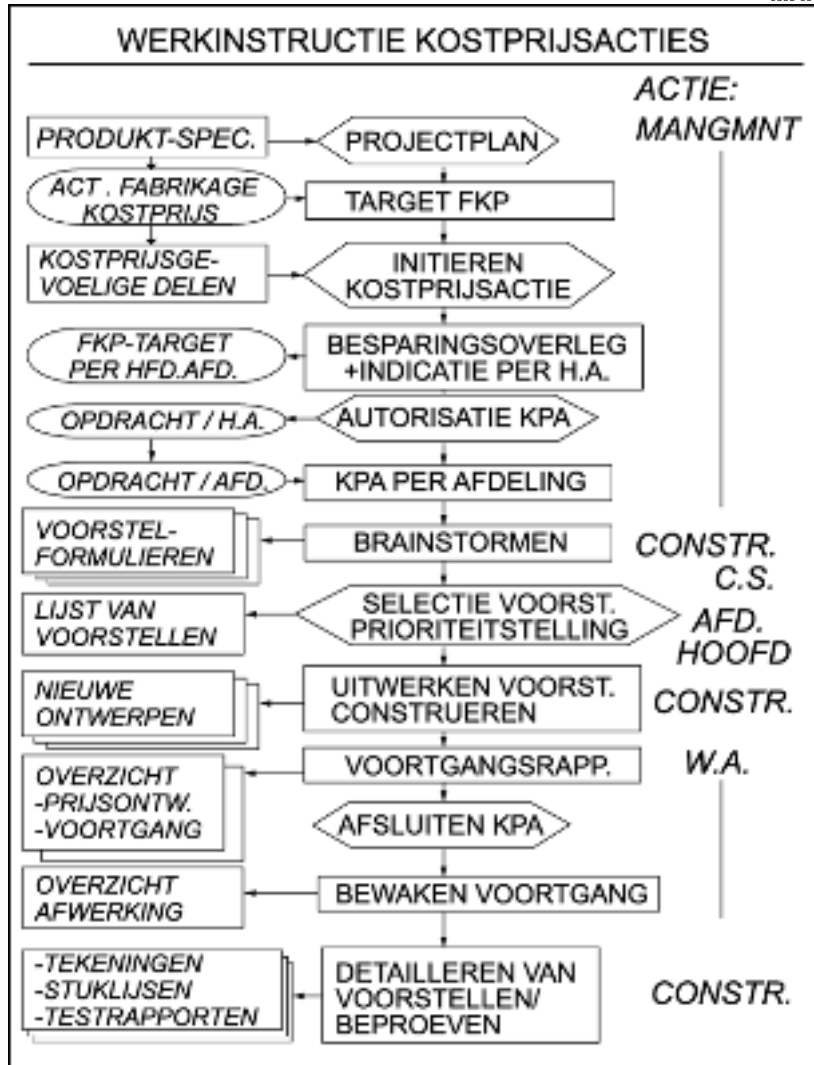 WERKINSTRUCTIE KOSTPRIJSACTIES
ACTIE:
MANGMNT
PRODUKT-SPEC.
PROJECTPLAN
ACT . FABRIKAGE
KOSTPRIJS
TARGET FKP
KOSTPRIJSGE-
VOELIGE DELEN
INITIEREN
KOSTPRIJSACTIE
FKP-TARGET
PER HFD.AFD.
BESPARINGSOVERLEG
+INDICATIE PER H.A.
OPDRACHT / H.A.
AUTORISATIE KPA
OPDRACHT / AFD.
KPA PER AFDELING
VOORSTEL-
FORMULIEREN
BRAINSTORMEN
CONSTR.
C.S.
LIJST VAN
VOORSTELLEN
SELECTIE VOORST.
PRIORITEITSTELLING
AFD.
HOOFD
NIEUWE
ONTWERPEN
UITWERKEN VOORST.
CONSTRUEREN
CONSTR.
OVERZICHT
-PRIJSONTW.
-VOORTGANG
VOORTGANGSRAPP.
W.A.
AFSLUITEN KPA
OVERZICHT
AFWERKING
BEWAKEN VOORTGANG
-TEKENINGEN
-STUKLIJSEN
-TESTRAPPORTEN
DETAILLEREN VAN
VOORSTELLEN/
BEPROEVEN
CONSTR.